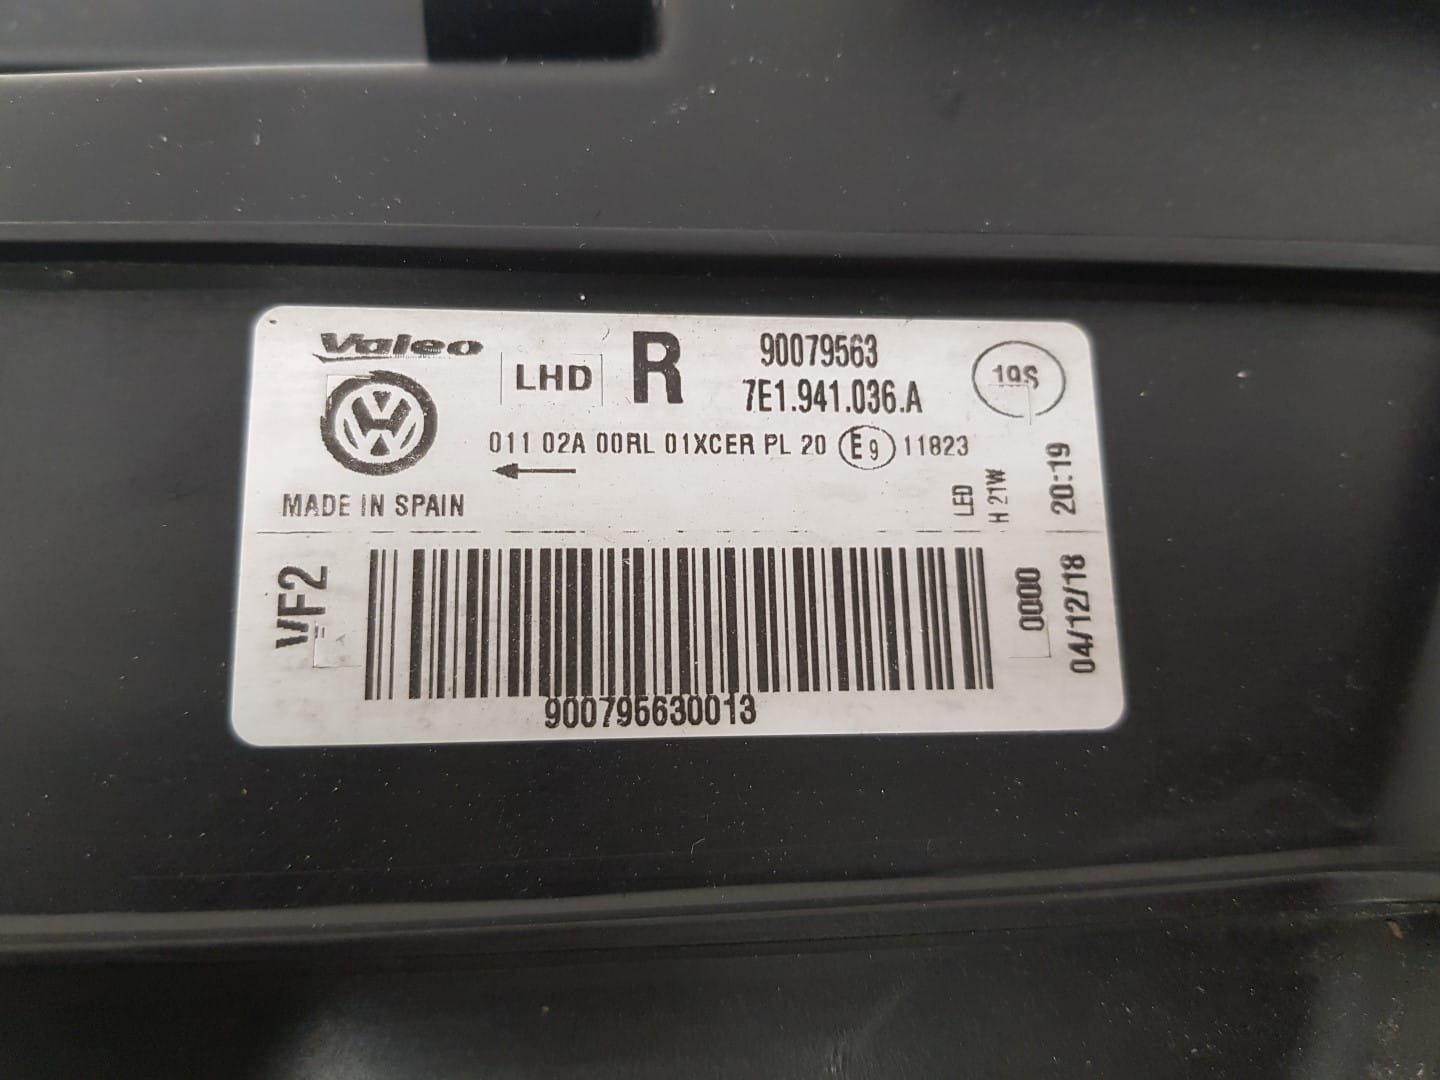 Valeo
LHD
R
90079563
7E1.941.036.A
19S
011 02A 00RL 01XCER PL 20 E9 11823
MADE IN SPAIN
LED
H 21W
20:19
VF2
0000
04/12/18
900795630013